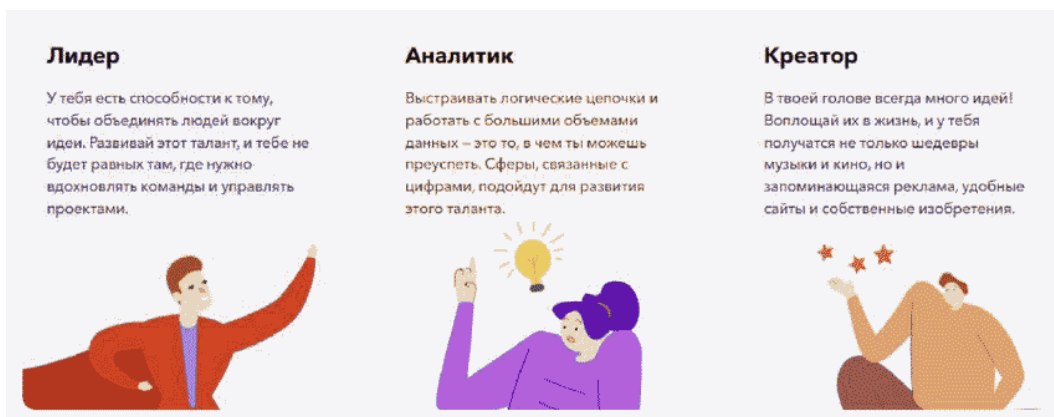 Лидер
У тебя есть способности к тому,
чтобы объединять людей вокруг
идеи. Развивай этот талант, и тебе не
будет равных там, где нужно
вдохновлять команды и управлять
проектами.
Аналитик
Выстраивать логические цепочки и
работать с большими объемами
данных – это то, в чем ты можешь
преуспеть. Сферы, связанные с
цифрами, подойдут для развития
этого таланта.
Креатор
В твоей голове всегда много идей!
Воплощай их в жизнь, и у тебя
получатся не только шедевры
музыки и кино, но и
запоминающаяся реклама, удобные
сайты и собственные изобретения.